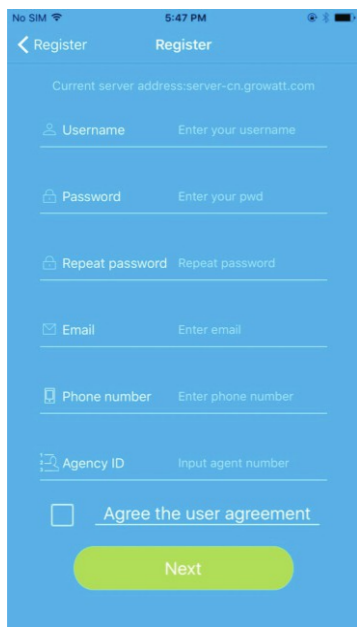 No SIM 5:47 PM
Register Register
Current server address:server-cn.growatt.com
Username Enter your username
Password Enter your pwd
Repeat password Repeat password
Email Enter email
Phone number Enter phone number
Agency ID Input agent number
Agree the user agreement
Next